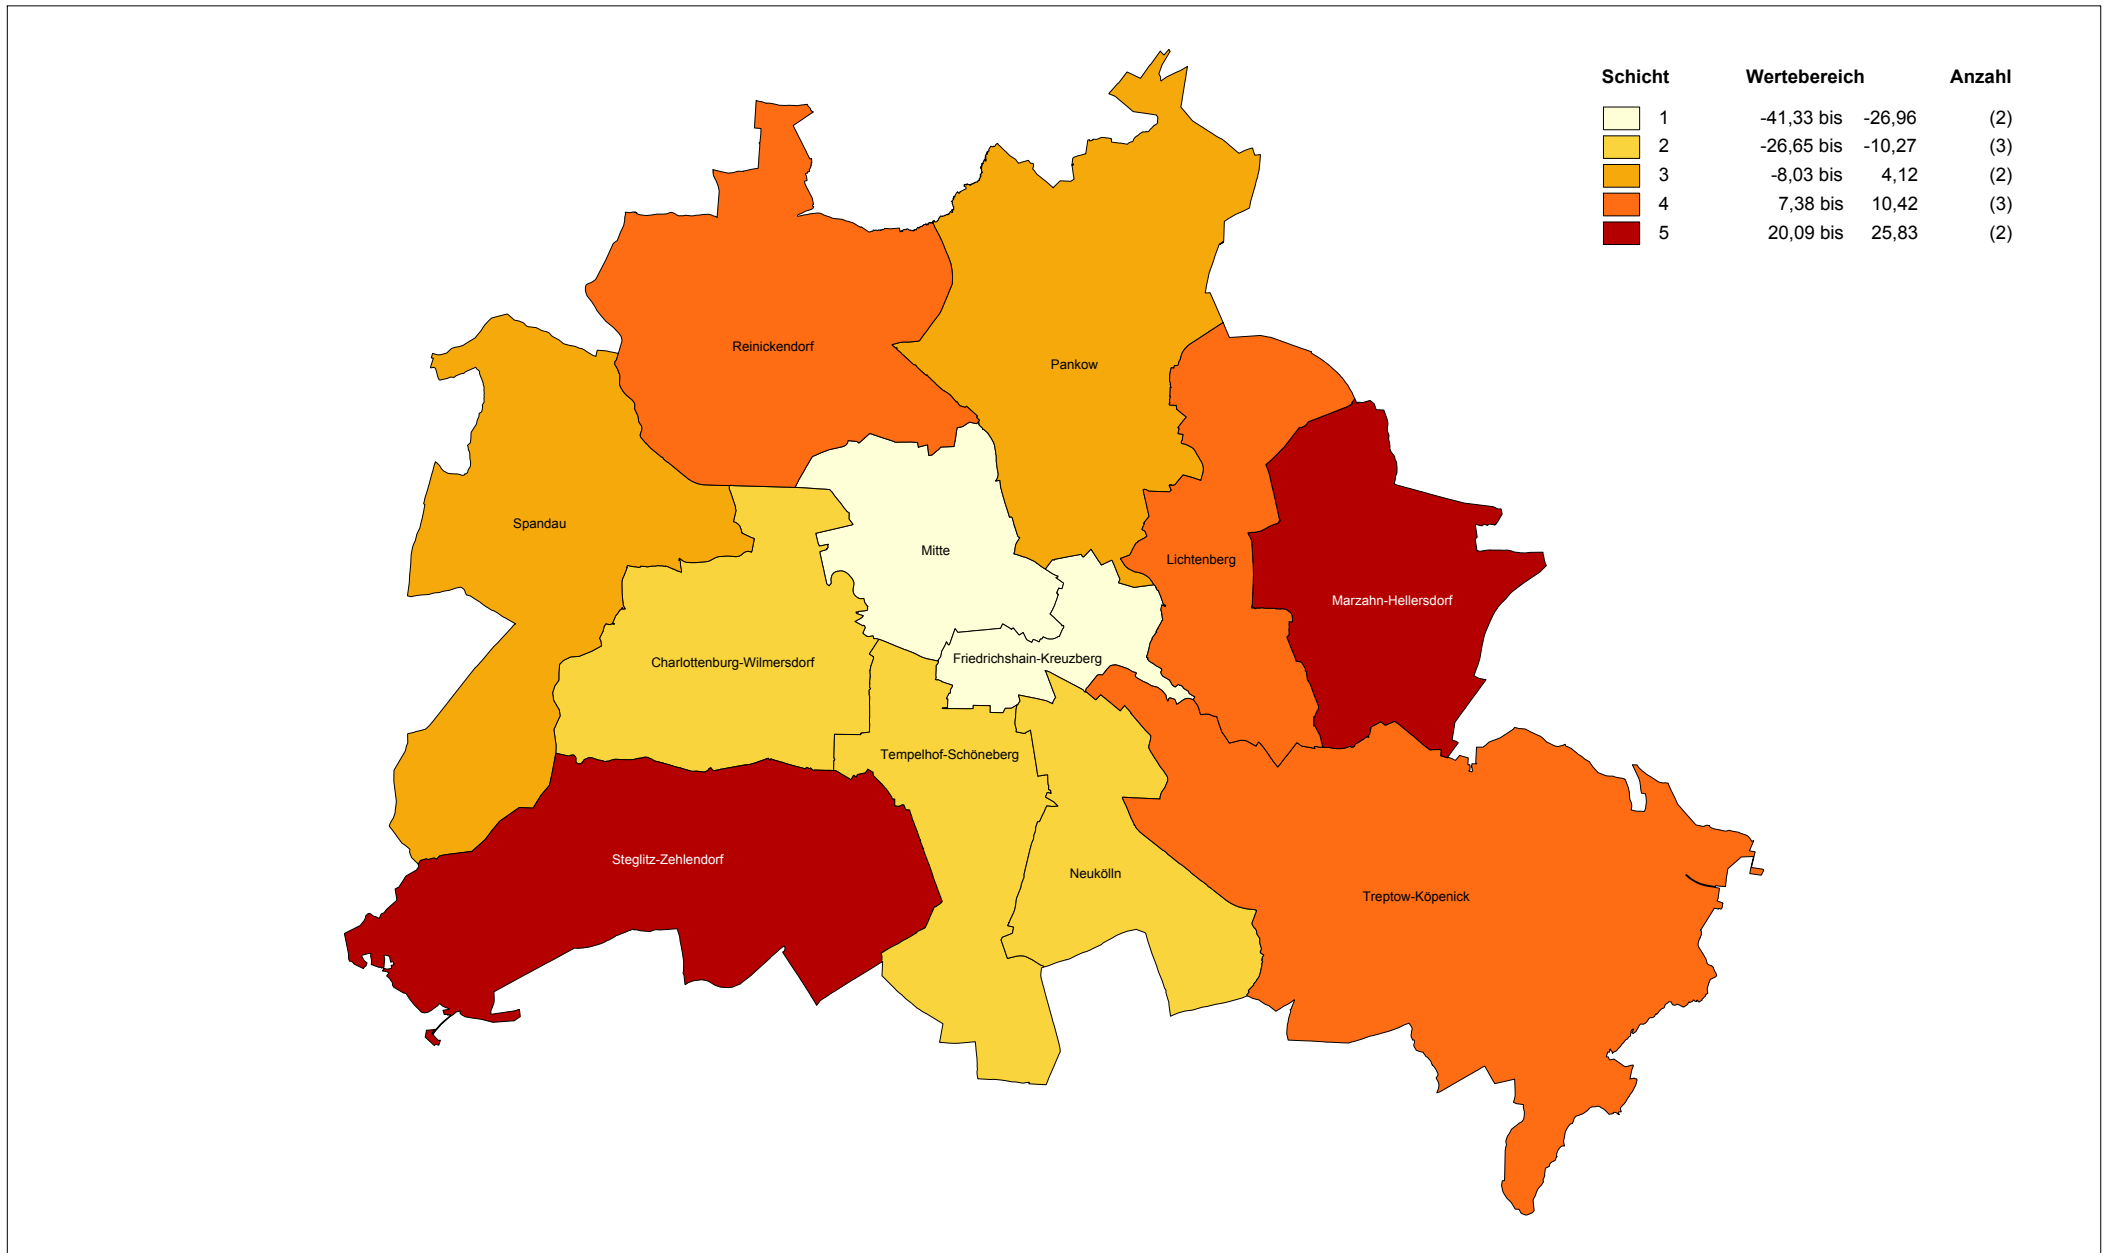 Schicht Wertebereich Anzahl
1 -41,33 bis -26,96 (2)
2 -26,65 bis -10,27 (3)
3 -8,03 bis 4,12 (2)
4 7,38 bis 10,42 (3)
5 20,09 bis 25,83 (2)
Reinickendorf
Pankow
Spandau
Mitte
Lichtenberg
Marzahn-Hellersdorf
Charlottenburg-Wilmersdorf
Friedrichshain-Kreuzberg
Tempelhof-Schöneberg
Steglitz-Zehlendorf
Neukölln
Treptow-Köpenick